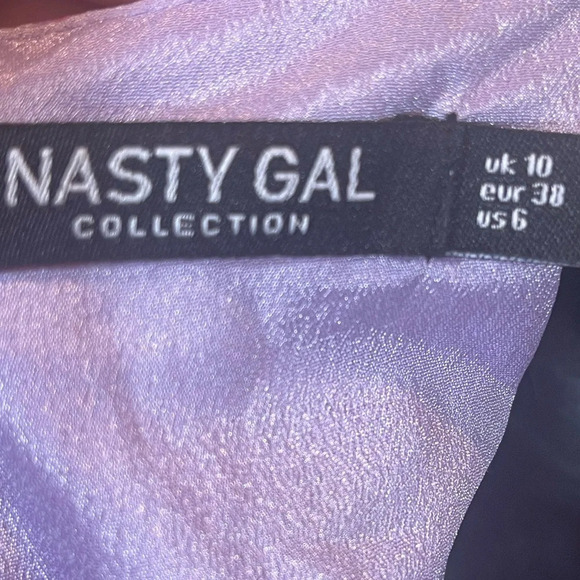 NASTY GAL
COLLECTION
uk 10
eur 38
us 6